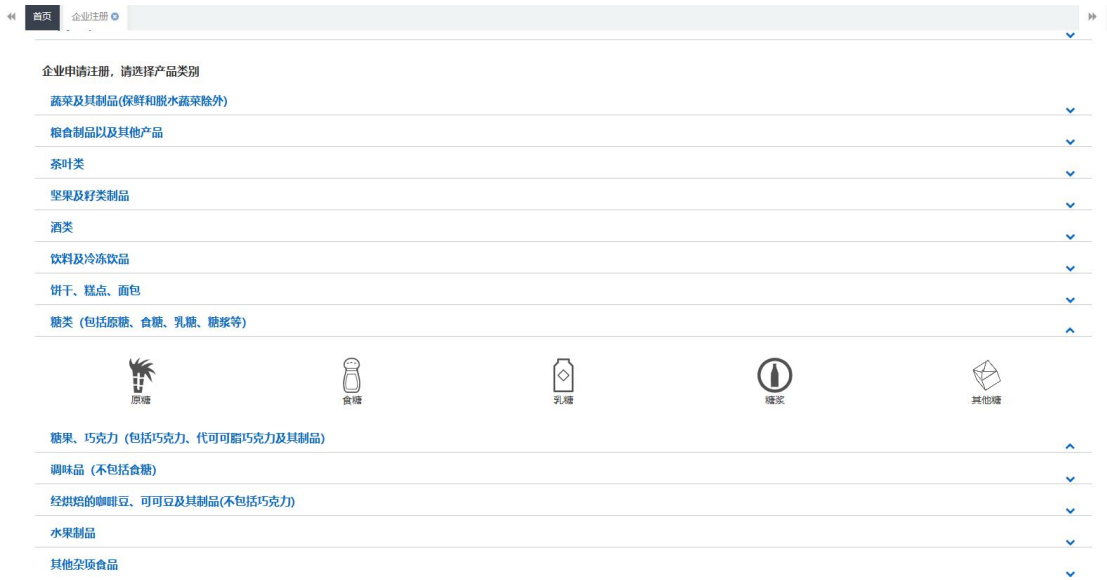 首页 企业注册
企业申请注册，请选择产品类别
蔬菜及其制品(保鲜和脱水蔬菜除外)
粮食制品以及其他产品
茶叶类
坚果及籽类制品
酒类
饮料及冷冻饮品
饼干、糕点、面包
糖类（包括原糖、食糖、乳糖、糖浆等）
原糖 食糖 乳糖 糖浆 其他糖
糖果、巧克力（包括巧克力、代可可脂巧克力及其制品）
调味品（不包括食糖）
经烘焙的咖啡豆、可可豆及其制品(不包括巧克力)
水果制品
其他杂项食品